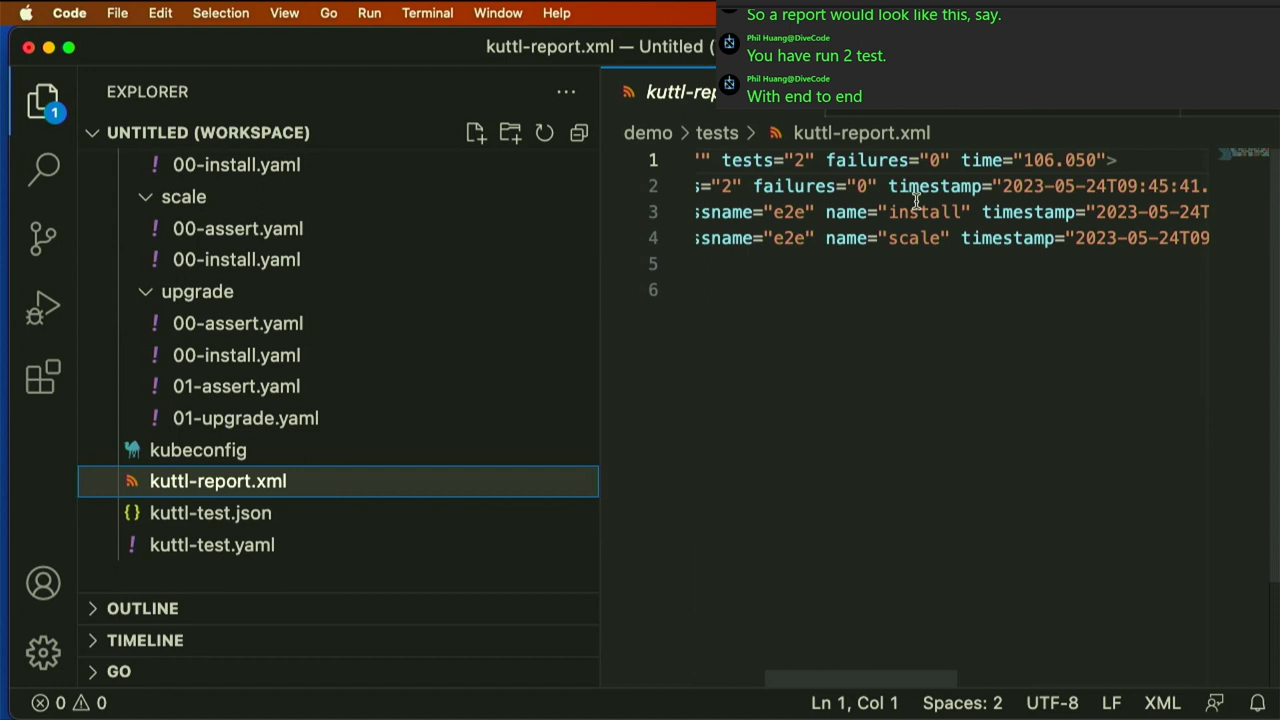 Code File Edit Selection View Go Run Terminal Window Help
So a report would look like this, say.
Phil Huang@DiveCode
You have run 2 test.
Phil Huang@DiveCode
With end to end
kuttl-report.xml — Untitled (
EXPLORER
1
UNTITLED (WORKSPACE)
00-install.yaml
scale
00-assert.yaml
00-install.yaml
upgrade
00-assert.yaml
00-install.yaml
01-assert.yaml
01-upgrade.yaml
kubeconfig
kuttl-report.xml
kuttl-test.json
kuttl-test.yaml
OUTLINE
TIMELINE
GO
kuttl-rep
demo > tests > kuttl-report.xml
1 "" tests="2" failures="0" time="106.050">
2 s="2" failures="0" timestamp="2023-05-24T09:45:41.
3 ssname="e2e" name="install" timestamp="2023-05-24T
4 ssname="e2e" name="scale" timestamp="2023-05-24T09
5
6
0 0 Ln 1, Col 1 Spaces: 2 UTF-8 LF XML